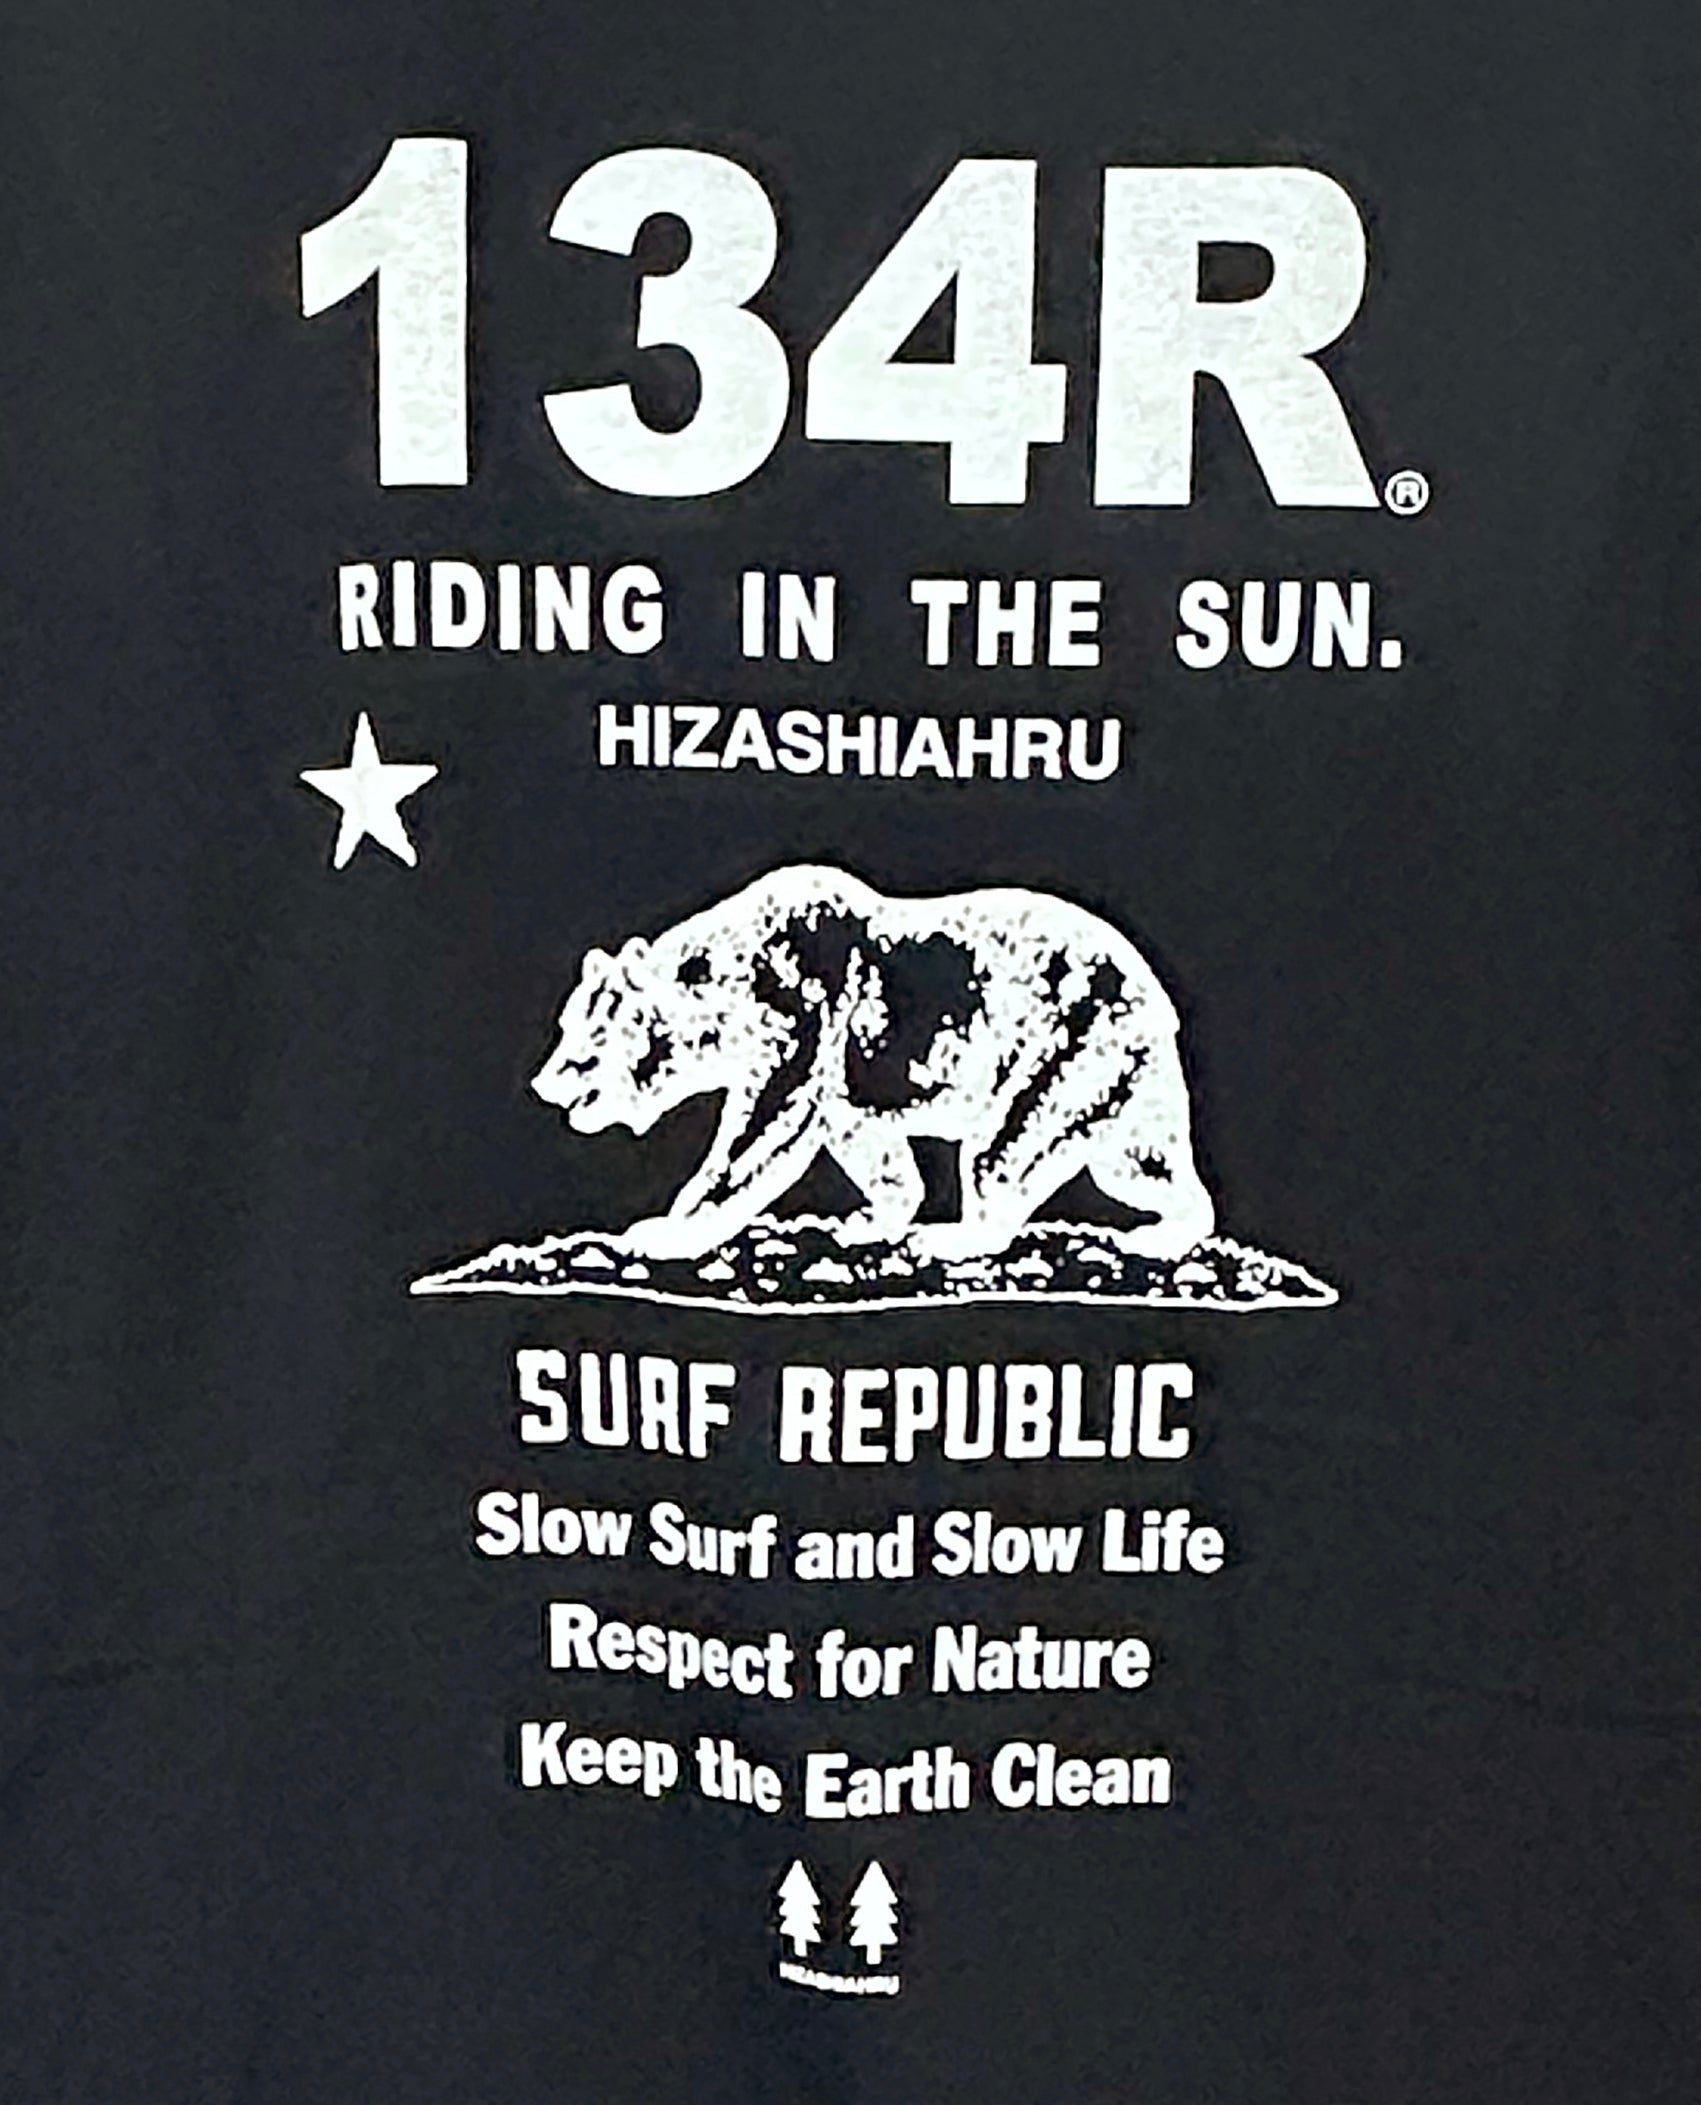 134R®
RIDING IN THE SUN.
HIZASHIAHRU
SURF REPUBLIC
Slow Surf and Slow Life
Respect for Nature
Keep the Earth Clean
HIZASHIAHRU